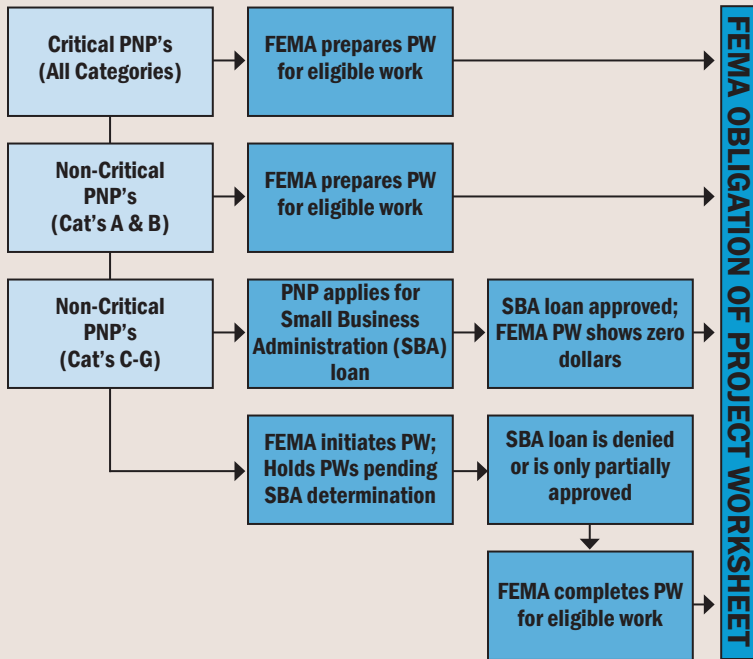 Critical PNP's
(All Categories)
FEMA prepares PW
for eligible work
Non-Critical
PNP's
(Cat's A & B)
FEMA prepares PW
for eligible work
Non-Critical
PNP's
(Cat's C-G)
PNP applies for
Small Business
Administration (SBA)
loan
SBA loan approved;
FEMA PW shows zero
dollars
FEMA initiates PW;
Holds PWs pending
SBA determination
SBA loan is denied
or is only partially
approved
FEMA completes PW
for eligible work
FEMA OBLIGATION OF PROJECT WORKSHEET